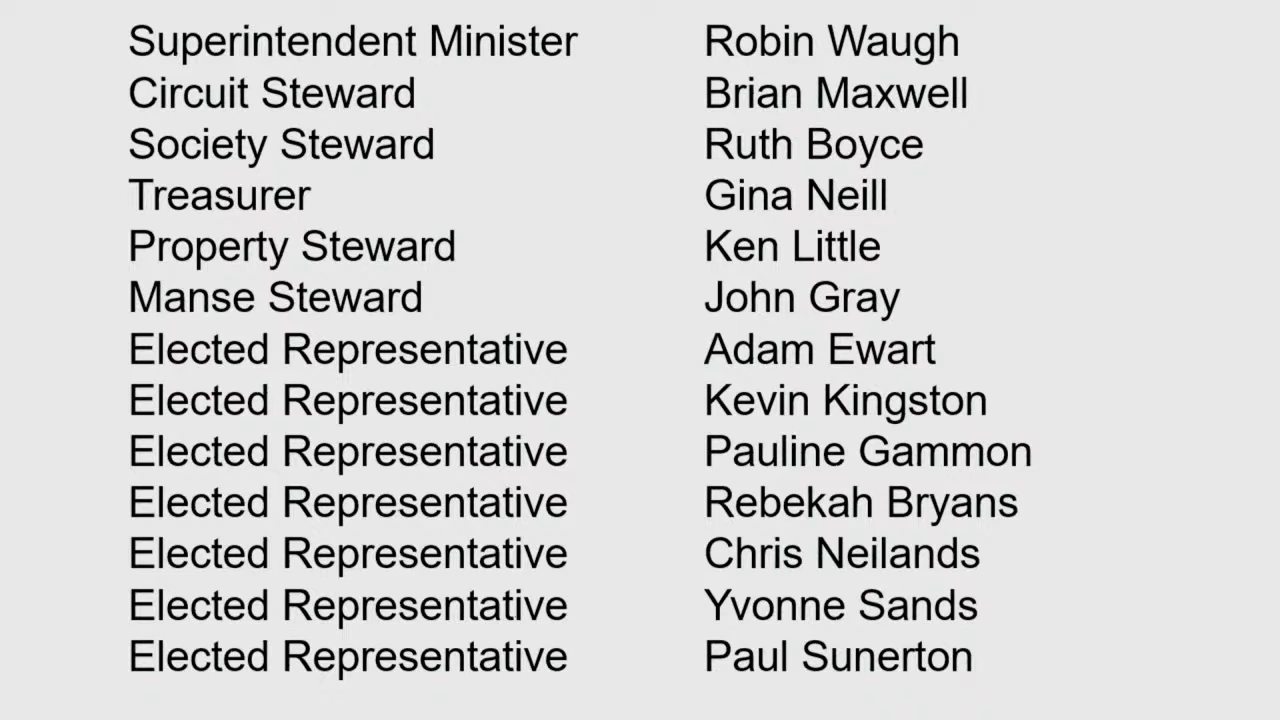 Superintendent Minister Robin Waugh
Circuit Steward Brian Maxwell
Society Steward Ruth Boyce
Treasurer Gina Neill
Property Steward Ken Little
Manse Steward John Gray
Elected Representative Adam Ewart
Elected Representative Kevin Kingston
Elected Representative Pauline Gammon
Elected Representative Rebekah Bryans
Elected Representative Chris Neilands
Elected Representative Yvonne Sands
Elected Representative Paul Sunerton